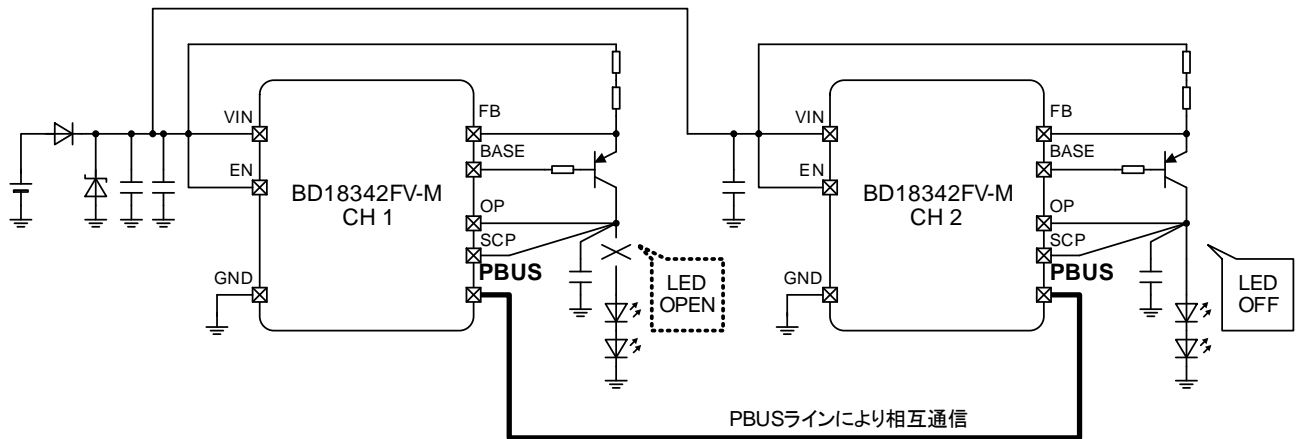 VIN
EN
GND
BD18342FV-M
CH 1
FB
BASE
OP
SCP
PBUS
LED
OPEN
VIN
EN
GND
BD18342FV-M
CH 2
FB
BASE
OP
SCP
PBUS
LED
OFF
PBUSラインにより相互通信